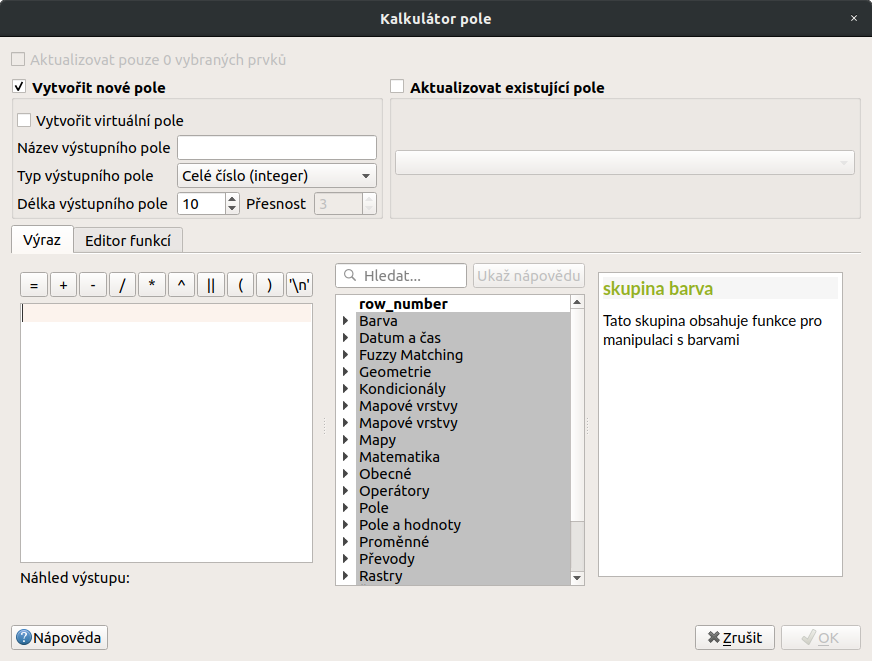 Kalkulátor pole
Aktualizovat pouze 0 vybraných prvků
Vytvořit nové pole
Aktualizovat existující pole
Vytvořit virtuální pole
Název výstupního pole
Typ výstupního pole Celé číslo (integer)
Délka výstupního pole 10 Přesnost 3
Výraz Editor funkcí
= + - / * ^ || ( ) '\n'
Hledat... Ukaž nápovědu
row_number
Barva
Datum a čas
Fuzzy Matching
Geometrie
Kondicionály
Mapové vrstvy
Mapové vrstvy
Mapy
Matematika
Obecné
Operátory
Pole
Pole a hodnoty
Proměnné
Převody
Rastry
skupina barva
Tato skupina obsahuje funkce pro
manipulaci s barvami
Náhled výstupu:
Nápověda
Zrušit
OK